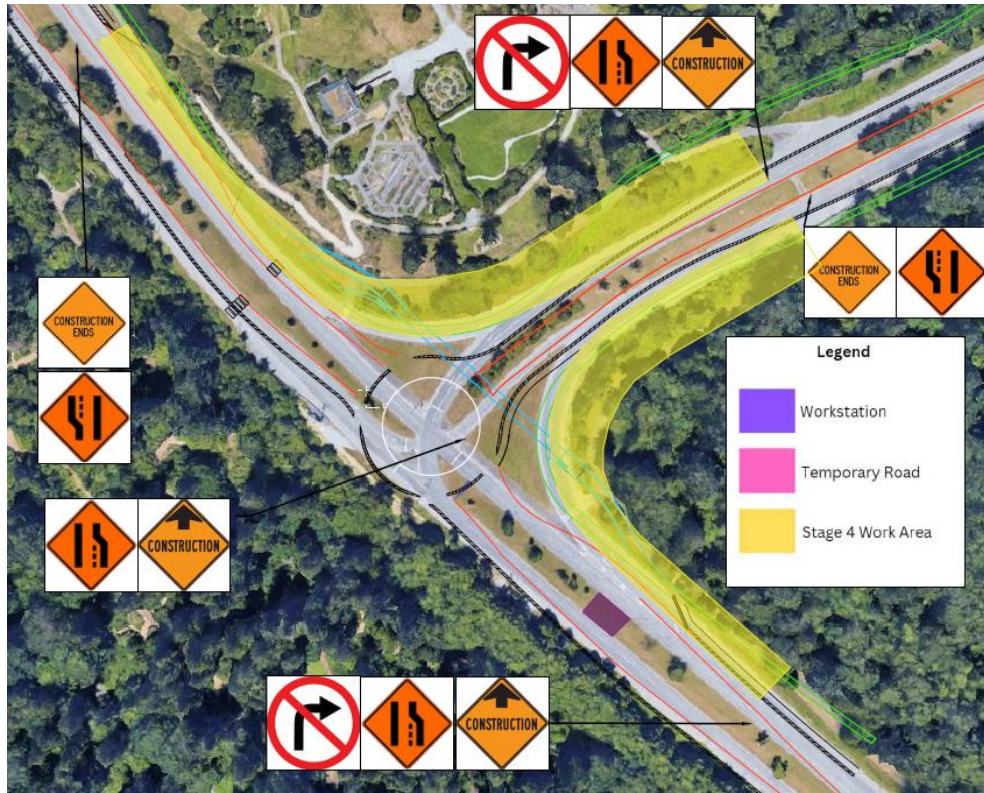 CONSTRUCTION
CONSTRUCTION
ENDS
CONSTRUCTION
ENDS
Legend
Workstation
Temporary Road
Stage 4 Work Area
CONSTRUCTION
CONSTRUCTION